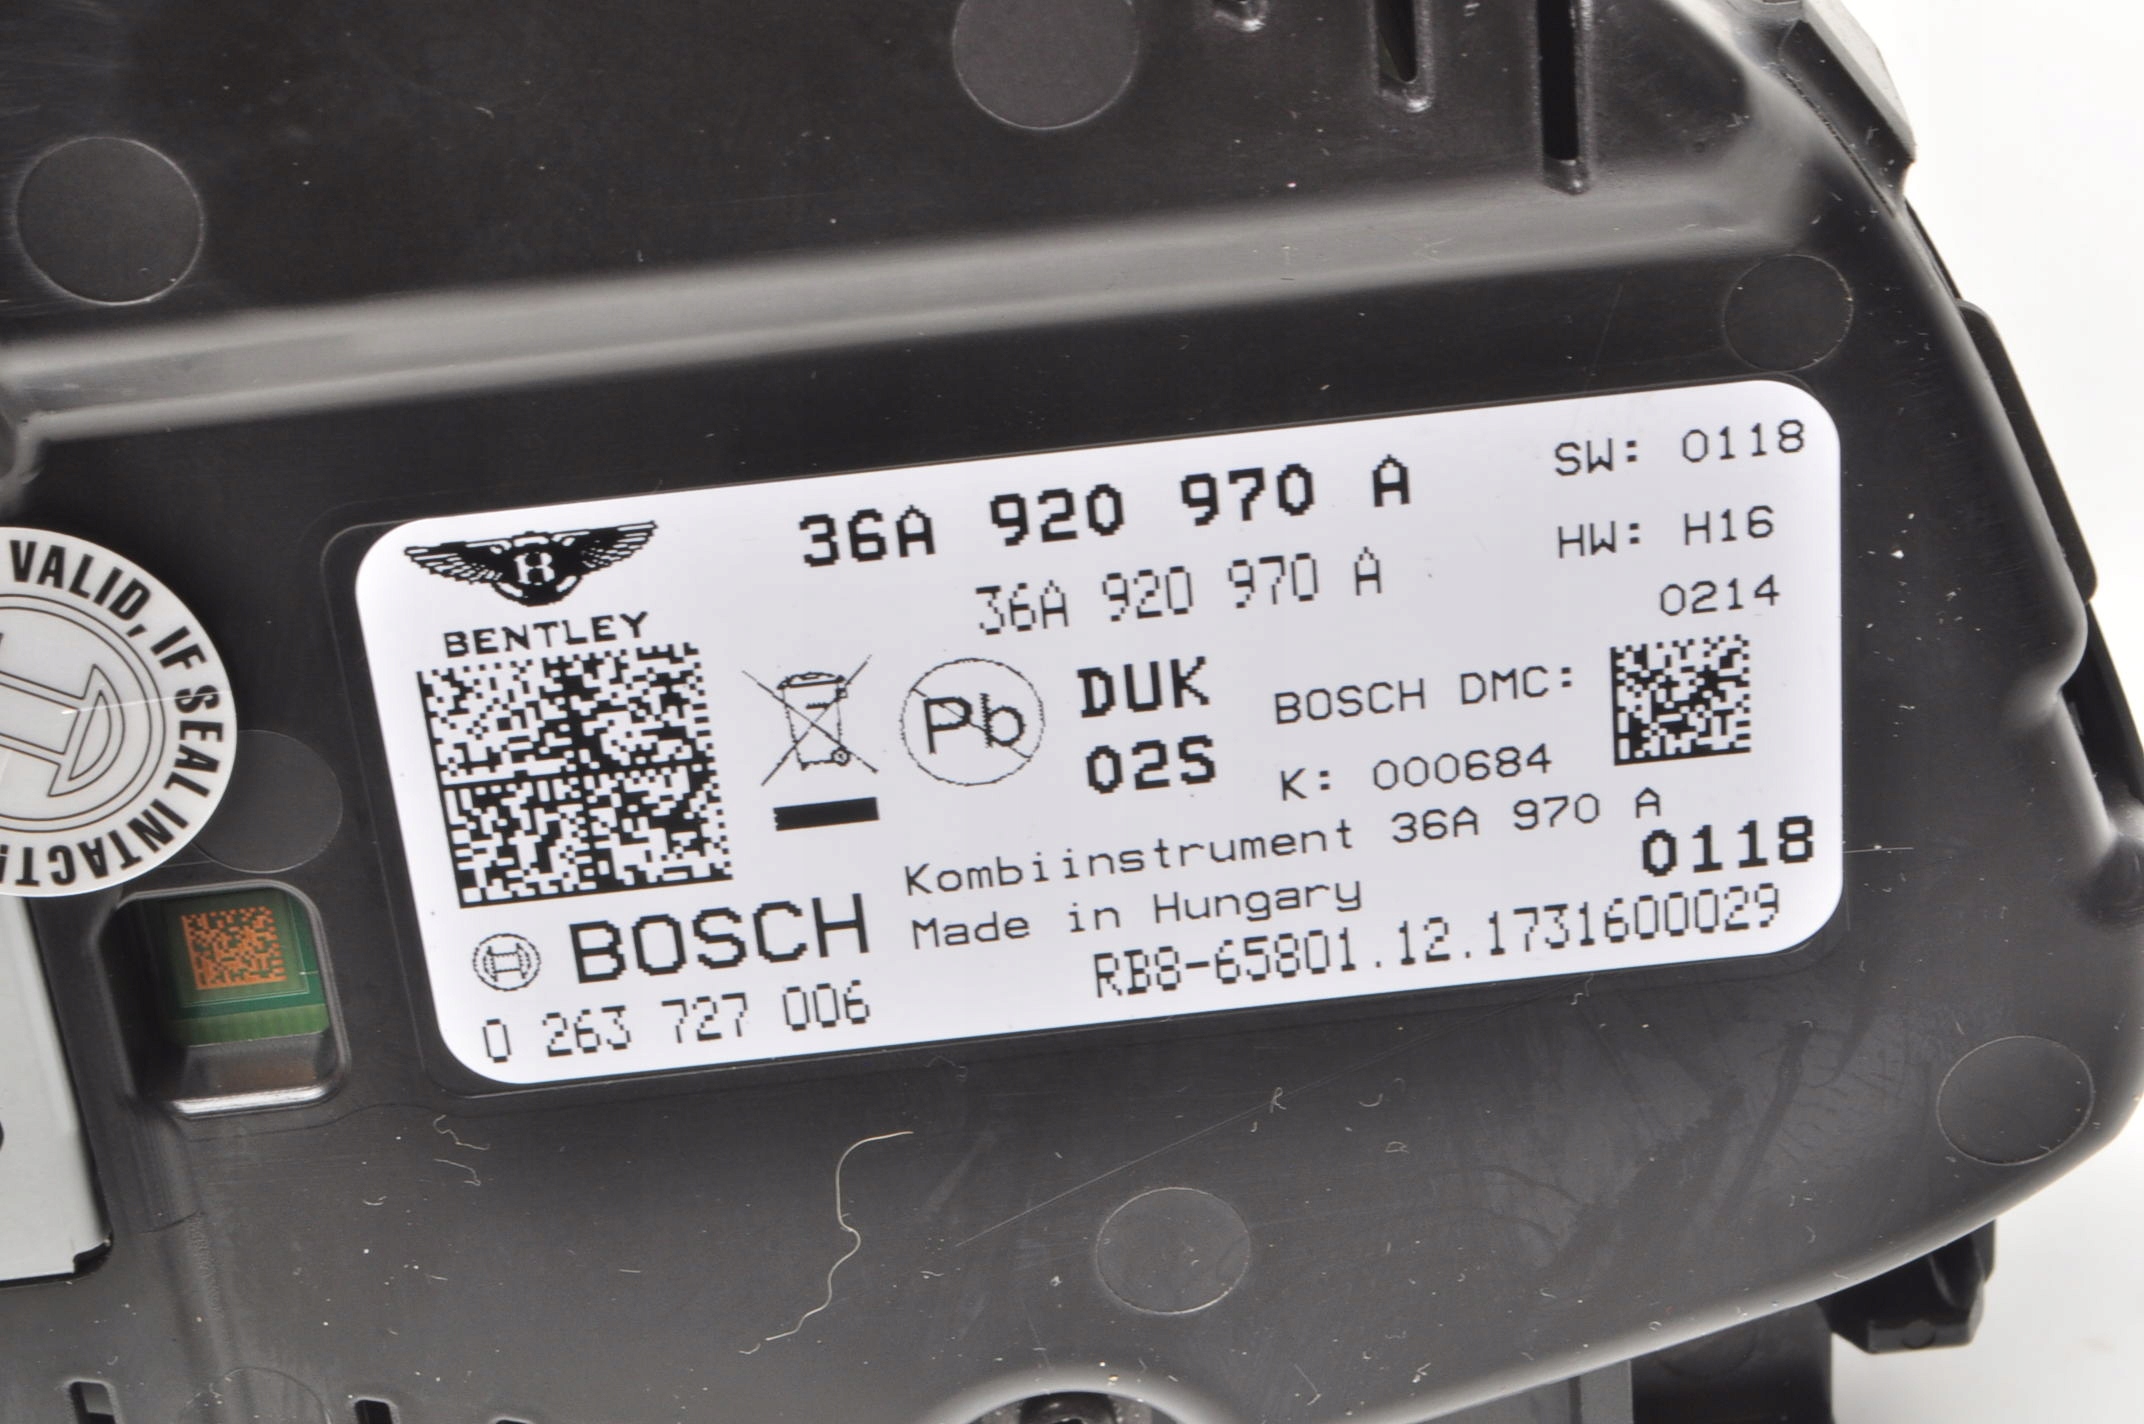 VALID, IF SEAL INTACT!
36A 920 970 A
SW: 0118
36A 920 970 A
HW: H16
0214
B
BENTLEY
Pb
DUK
02S
BOSCH DMC:
K: 000684
Kombiinstrument 36A 970 A
0118
Made in Hungary
BOSCH
RB8-65801.12.1731600029
0 263 727 006